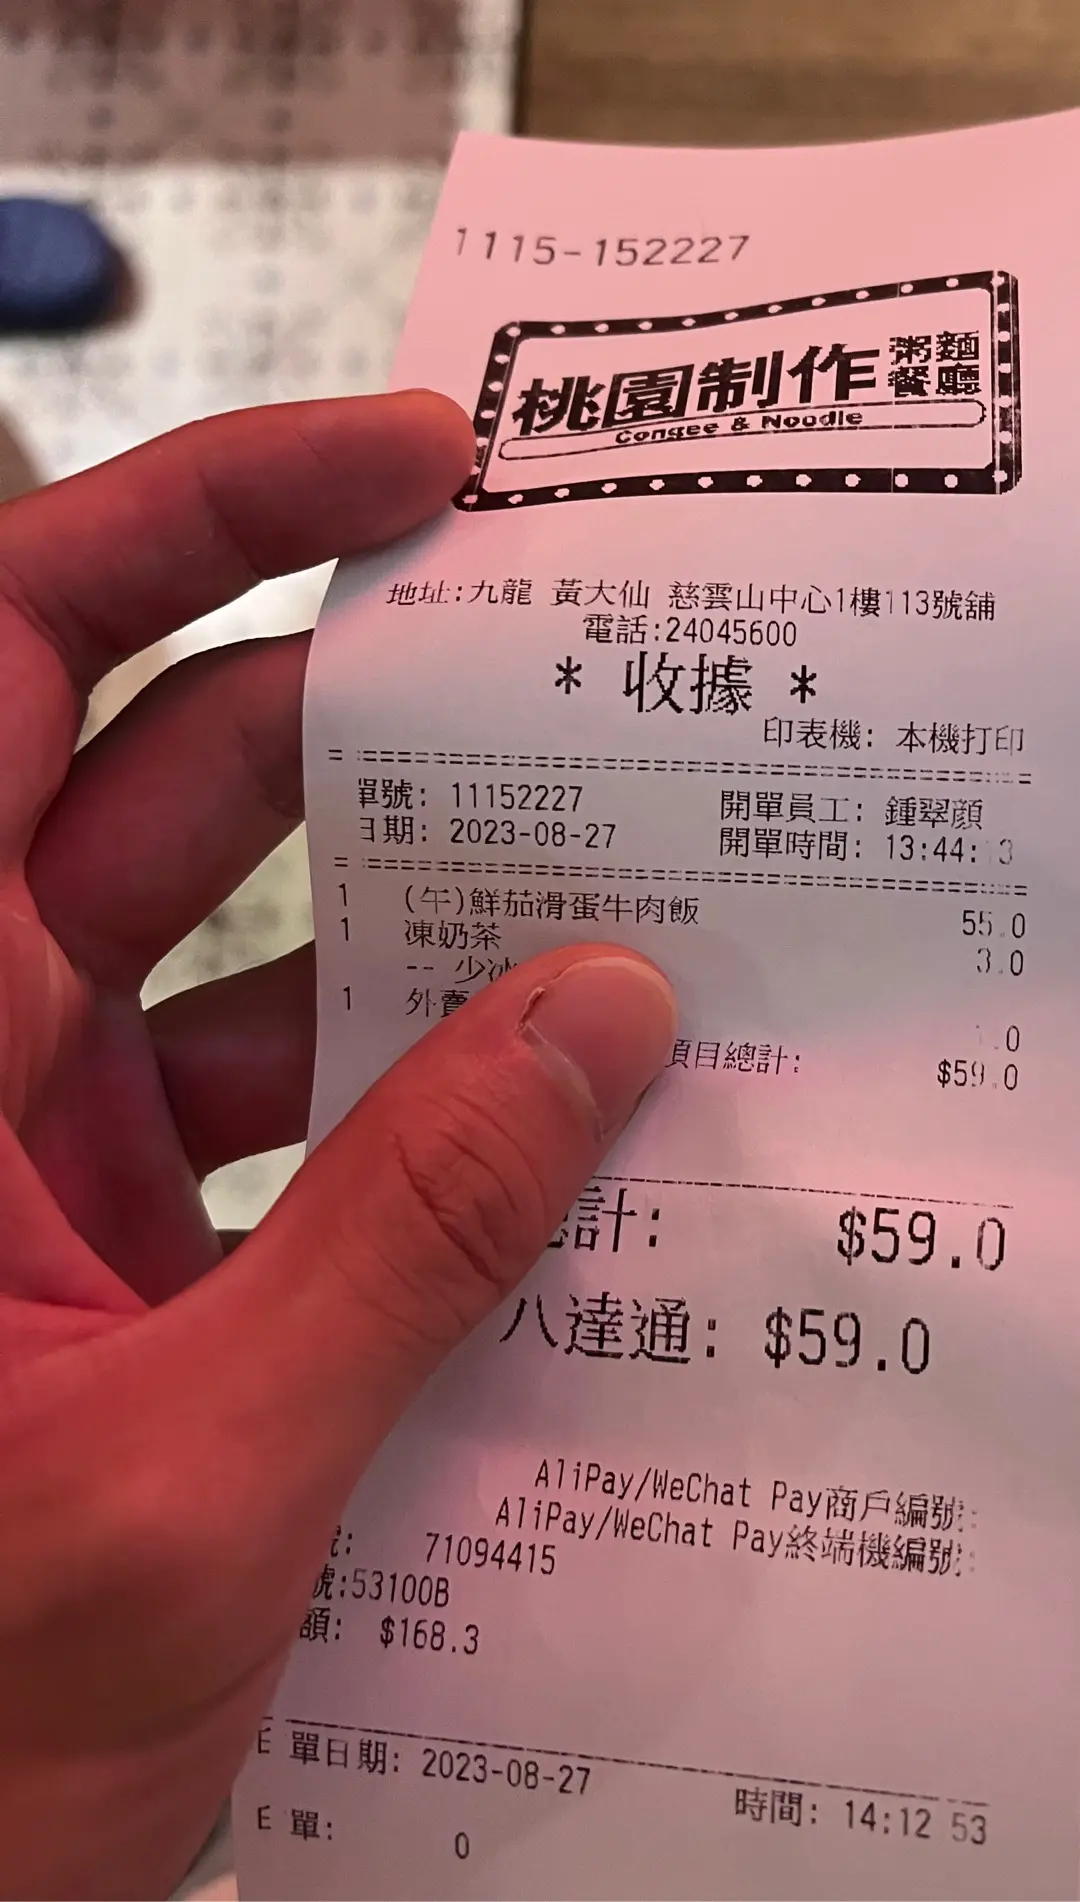 1115-152227
桃園制作 粥麵餐廳
Congee & Noodle
地址:九龍 黃大仙 慈雲山中心1樓113號舖
電話:24045600
* 收據 *
印表機: 本機打印
單號: 11152227 開單員工: 鍾翠顔
日期: 2023-08-27 開單時間: 13:44:
1 (午)鮮茄滑蛋牛肉飯 55.0
1 凍奶茶 3.0
-- 少冰
1 外賣 .0
項目總計: $59.0
計: $59.0
八達通: $59.0
AliPay/WeChat Pay商戶編號:
AliPay/WeChat Pay終端機編號:
: 71094415
號:53100B
額: $168.3
單日期: 2023-08-27 時間: 14:12 53
單: 0